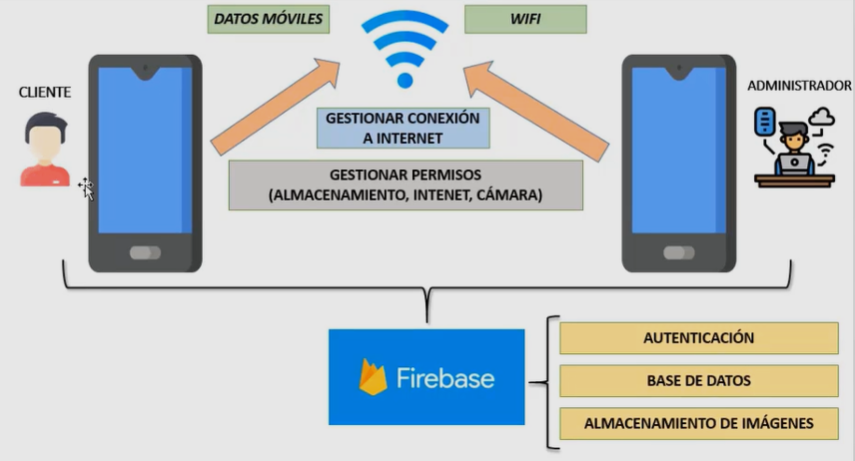 DATOS MÓVILES
WIFI
CLIENTE
ADMINISTRADOR
GESTIONAR CONEXIÓN
A INTERNET
GESTIONAR PERMISOS
(ALMACENAMIENTO, INTENET, CÁMARA)
Firebase
AUTENTICACIÓN
BASE DE DATOS
ALMACENAMIENTO DE IMÁGENES